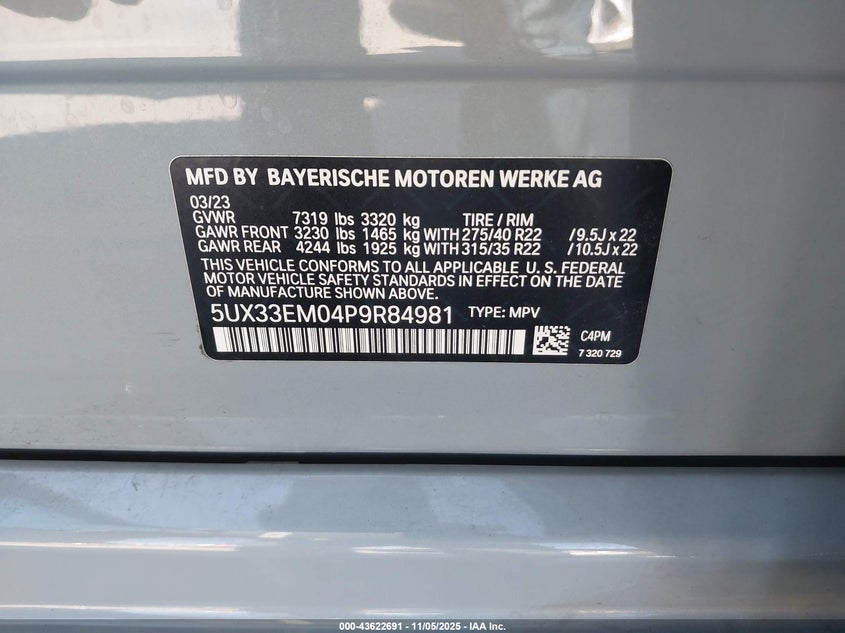 MFD BY BAYERISCHE MOTOREN WERKE AG
03/23
GVWR 7319 lbs 3320 kg TIRE / RIM
GAWR FRONT 3230 lbs 1465 kg WITH 275/40 R22 /9.5J x 22
GAWR REAR 4244 lbs 1925 kg WITH 315/35 R22 /10.5J x 22
THIS VEHICLE CONFORMS TO ALL APPLICABLE U. S. FEDERAL
MOTOR VEHICLE SAFETY STANDARDS IN EFFECT ON THE DATE
OF MANUFACTURE SHOWN ABOVE.
5UX33EM04P9R84981 TYPE: MPV
C4PM
7 320 729
000-43622691 - 11/05/2025 - IAA Inc.